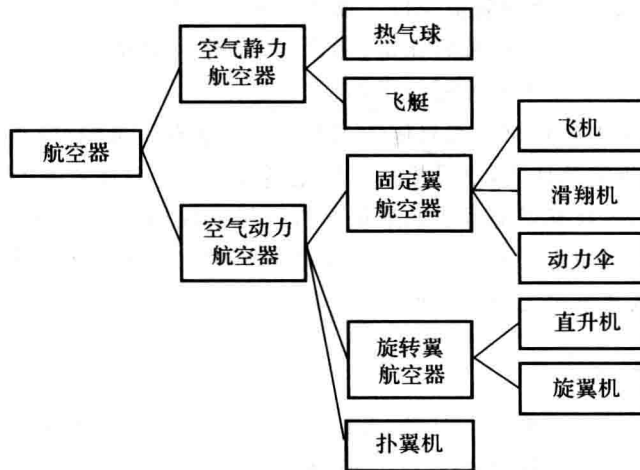 航空器
空气静力
航空器
热气球
飞艇
空气动力
航空器
固定翼
航空器
飞机
滑翔机
动力伞
旋转翼
航空器
直升机
旋翼机
扑翼机